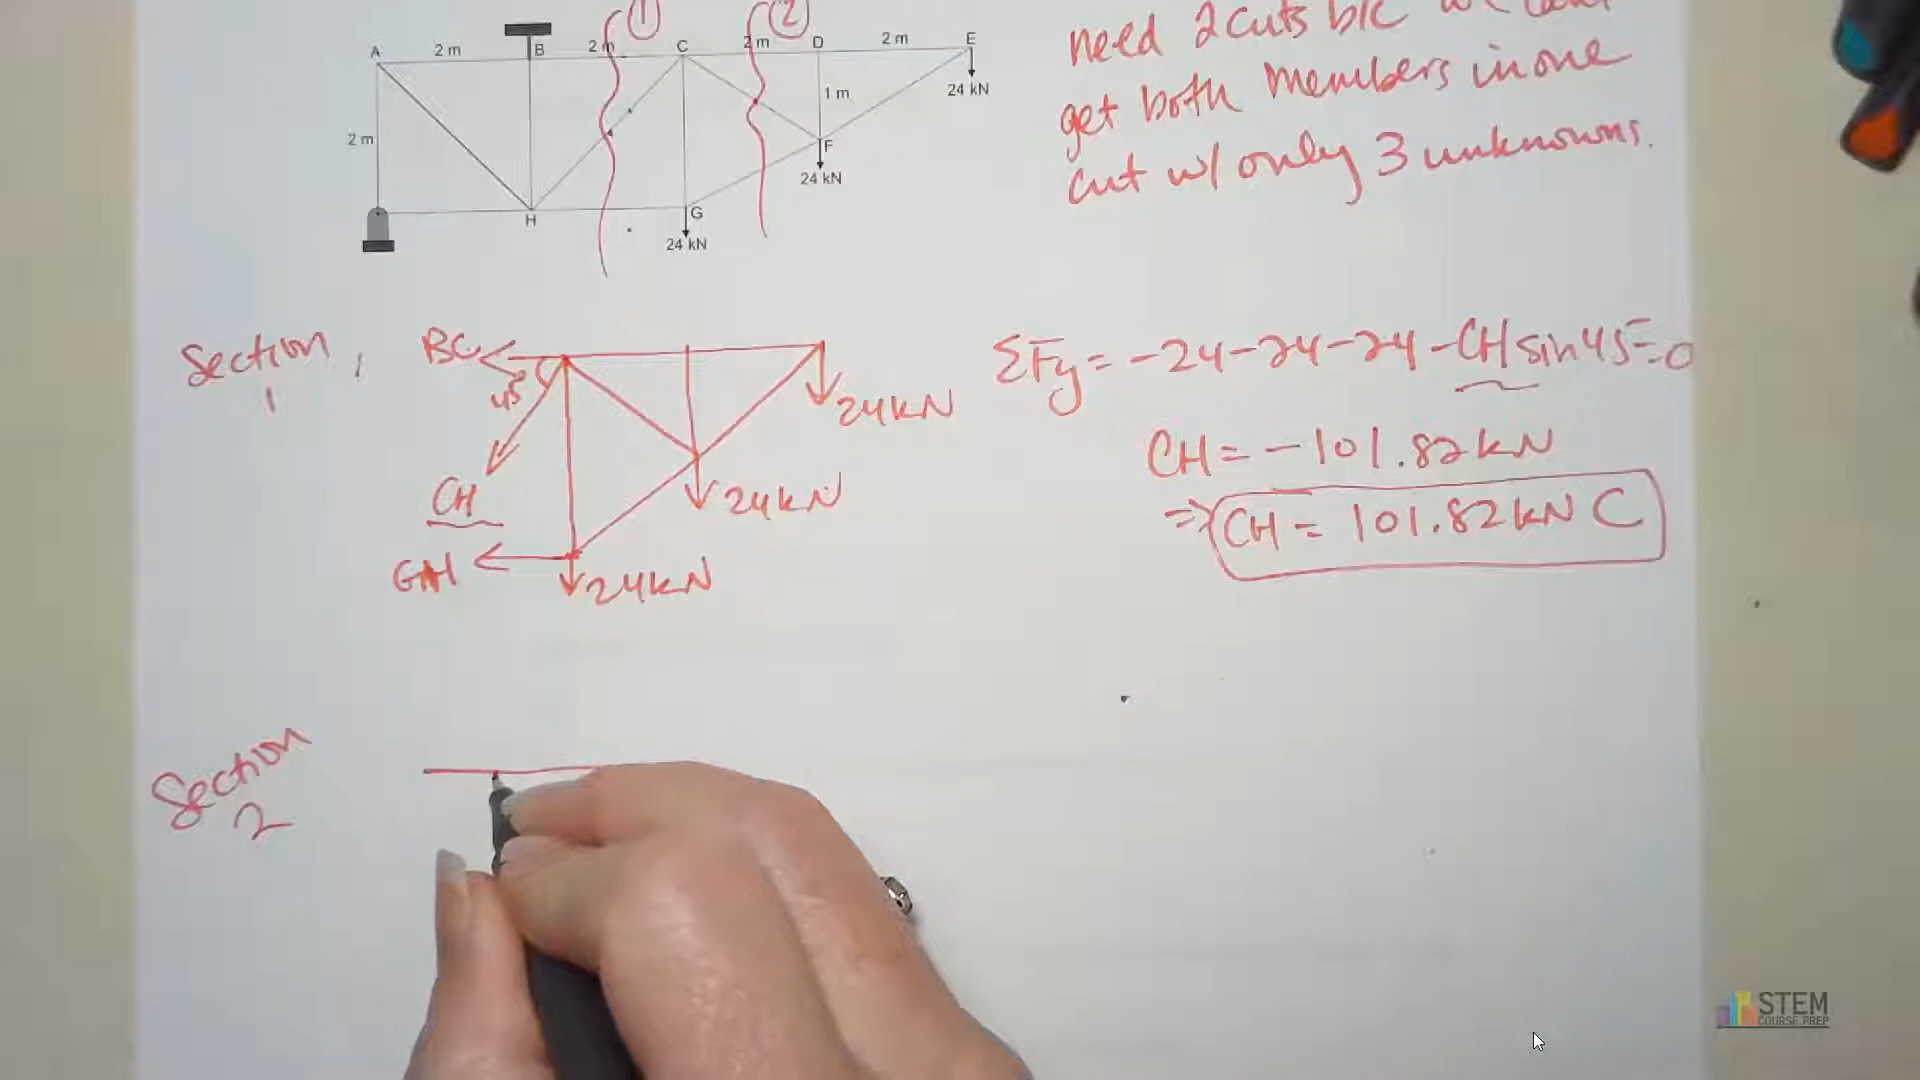 ① ②
A 2 m B 2 m C 2 m D 2 m E
1 m
24 kN
2 m
F
24 kN
H G
24 kN
need 2 cuts b/c
get both members in one
cut w/ only 3 unknowns.
Section 1
BC
45°
CH
GH
24kN
24kN
24kN
ΣFy = -24-24-24-CH sin45=0
CH = -101.82kN
=> CH = 101.82kN C
Section
2
STEM
COURSE PREP